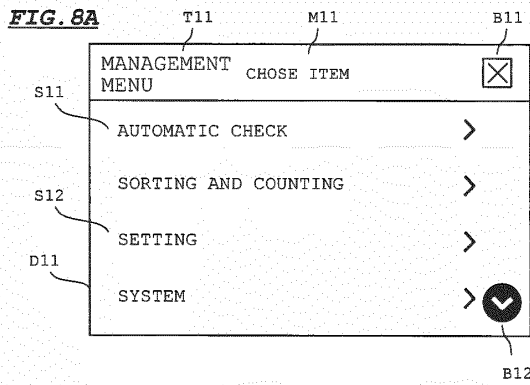 FIG. 8A
T11 M11 B11
MANAGEMENT
MENU
CHOSE ITEM
S11
AUTOMATIC CHECK
SORTING AND COUNTING
S12
SETTING
D11
SYSTEM
B12